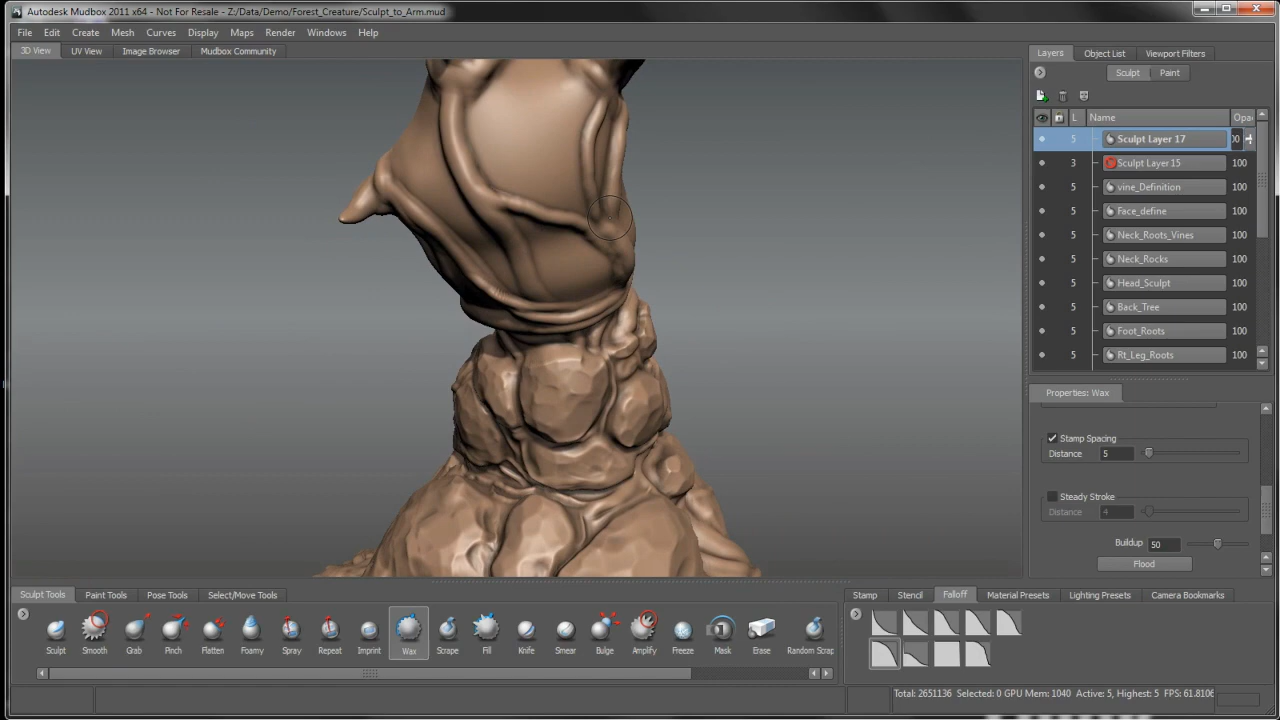 Autodesk Mudbox 2011 x64 - Not For Resale - Z:/Data/Demo/Forest_Creature/Sculpt_to_Arm.mud
File Edit Create Mesh Curves Display Maps Render Windows Help
3D View UV View Image Browser Mudbox Community
Layers Object List Viewport Filters
Sculpt Paint
L Name Opa
5 Sculpt Layer 17
3 Sculpt Layer 15 100
5 vine_Definition 100
5 Face_define 100
5 Neck_Roots_Vines 100
5 Neck_Rocks 100
5 Head_Sculpt 100
5 Back_Tree 100
5 Foot_Roots 100
5 Rt_Leg_Roots 100
Properties: Wax
Stamp Spacing
Distance 5
Steady Stroke
Distance 4
Buildup 50
Flood
Sculpt Tools Paint Tools Pose Tools Select/Move Tools
Sculpt Smooth Grab Pinch Flatten Foamy Spray Repeat Imprint Wax Scrape Fill Knife Smear Bulge Amplify Freeze Mask Erase Random Scrap
Stamp Stencil Falloff Material Presets Lighting Presets Camera Bookmarks
Total: 2651136 Selected: 0 GPU Mem: 1040 Active: 5, Highest: 5 FPS: 61.8106